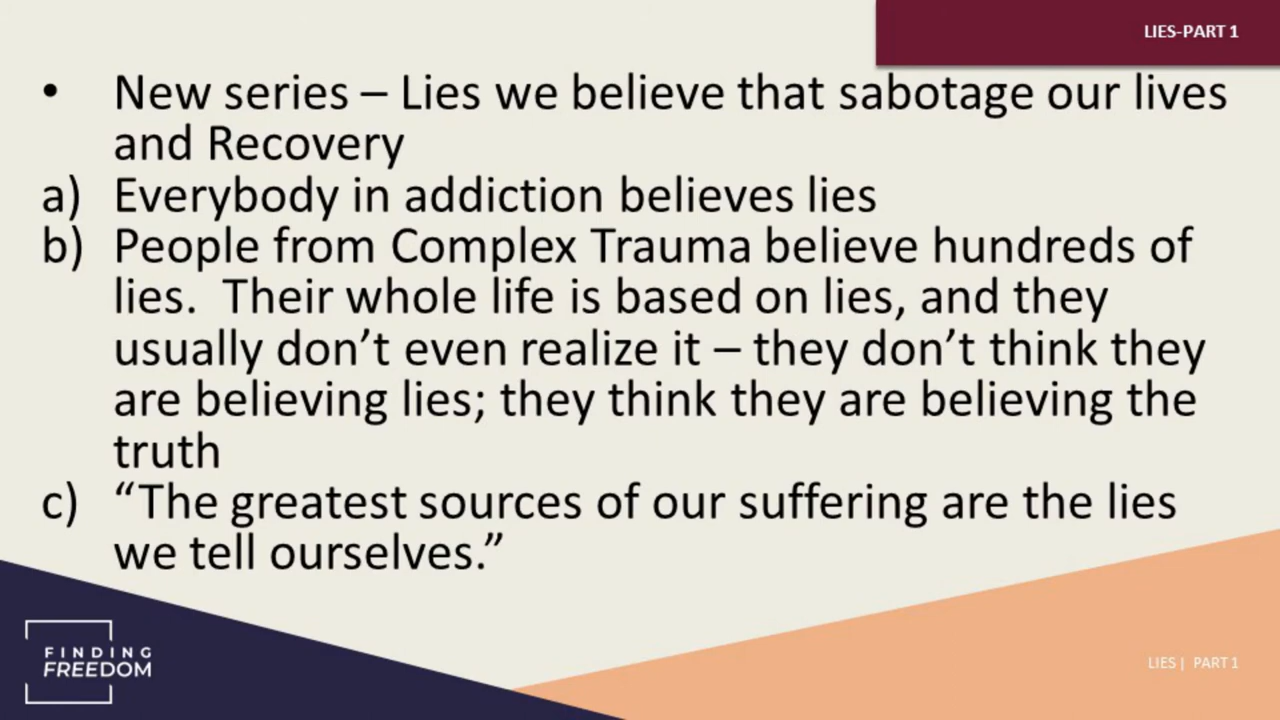 LIES-PART 1
• New series – Lies we believe that sabotage our lives
and Recovery
a) Everybody in addiction believes lies
b) People from Complex Trauma believe hundreds of
lies.  Their whole life is based on lies, and they
usually don’t even realize it – they don’t think they
are believing lies; they think they are believing the
truth
c) “The greatest sources of our suffering are the lies
we tell ourselves.”
FINDING
FREEDOM
LIES |  PART 1